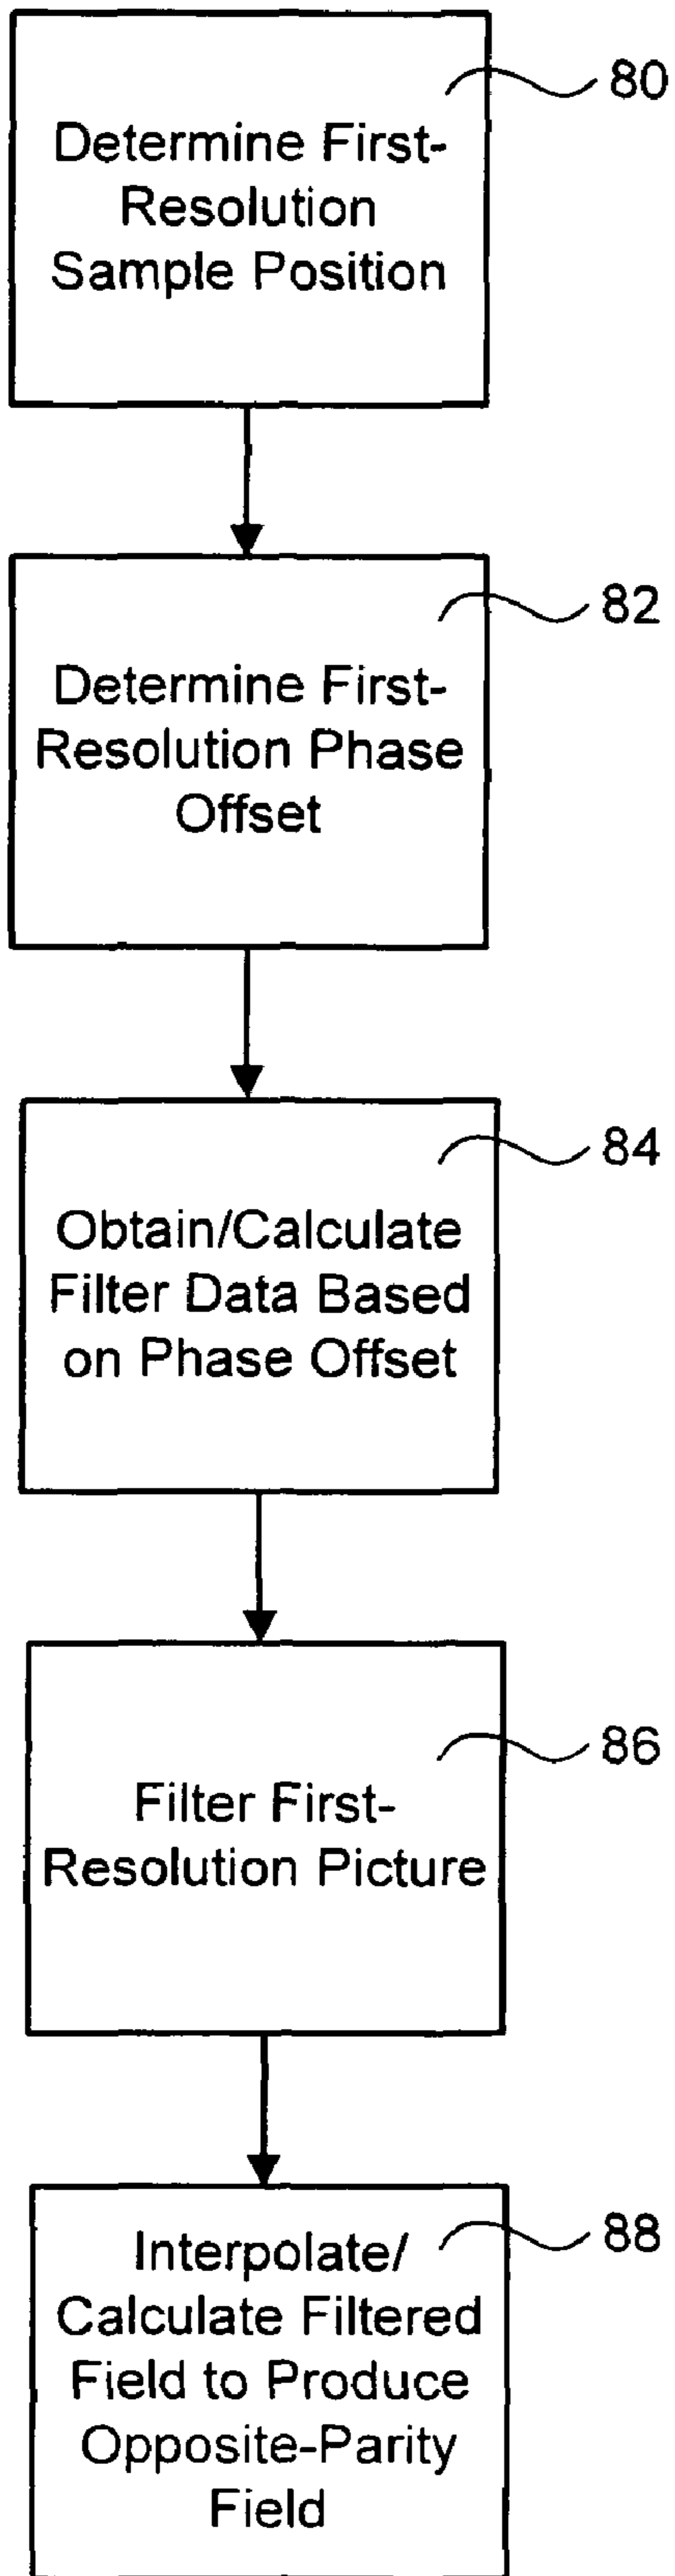 80
Determine First-
Resolution
Sample Position
82
Determine First-
Resolution Phase
Offset
84
Obtain/Calculate
Filter Data Based
on Phase Offset
86
Filter First-
Resolution Picture
88
Interpolate/
Calculate Filtered
Field to Produce
Opposite-Parity
Field